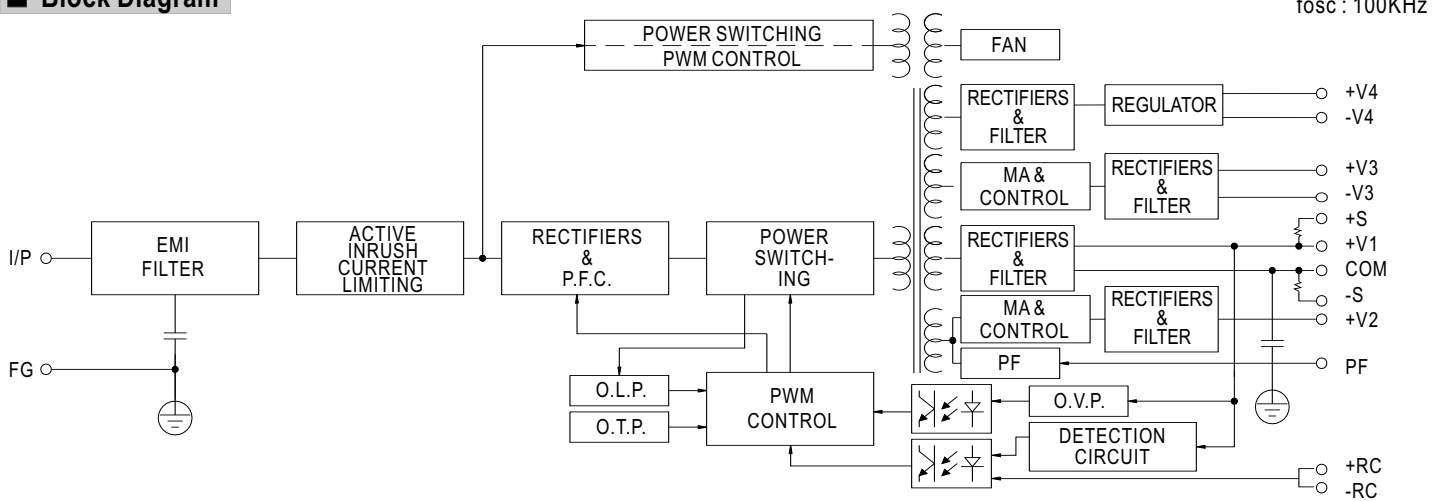 ■ Block Diagram
fosc : 100KHz
POWER SWITCHING
PWM CONTROL
FAN
RECTIFIERS
&
FILTER
REGULATOR
+V4
-V4
MA &
CONTROL
RECTIFIERS
&
FILTER
+V3
-V3
I/P
EMI
FILTER
ACTIVE
INRUSH
CURRENT
LIMITING
RECTIFIERS
&
P.F.C.
POWER
SWITCH-
ING
RECTIFIERS
&
FILTER
+S
+V1
COM
-S
MA &
CONTROL
RECTIFIERS
&
FILTER
+V2
FG
PF
PF
O.L.P.
O.T.P.
PWM
CONTROL
O.V.P.
DETECTION
CIRCUIT
+RC
-RC